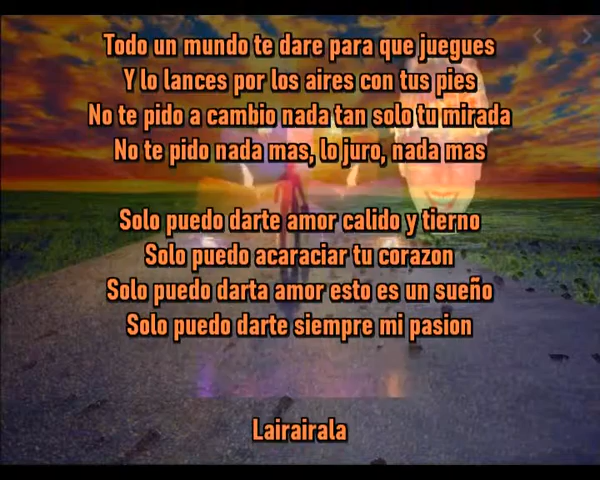 Todo un mundo te dare para que juegues
Y lo lances por los aires con tus pies
No te pido a cambio nada tan solo tu mirada
No te pido nada mas, lo juro, nada mas
Solo puedo darte amor calido y tierno
Solo puedo acaraciar tu corazon
Solo puedo darta amor esto es un sueño
Solo puedo darte siempre mi pasion
Lairairala